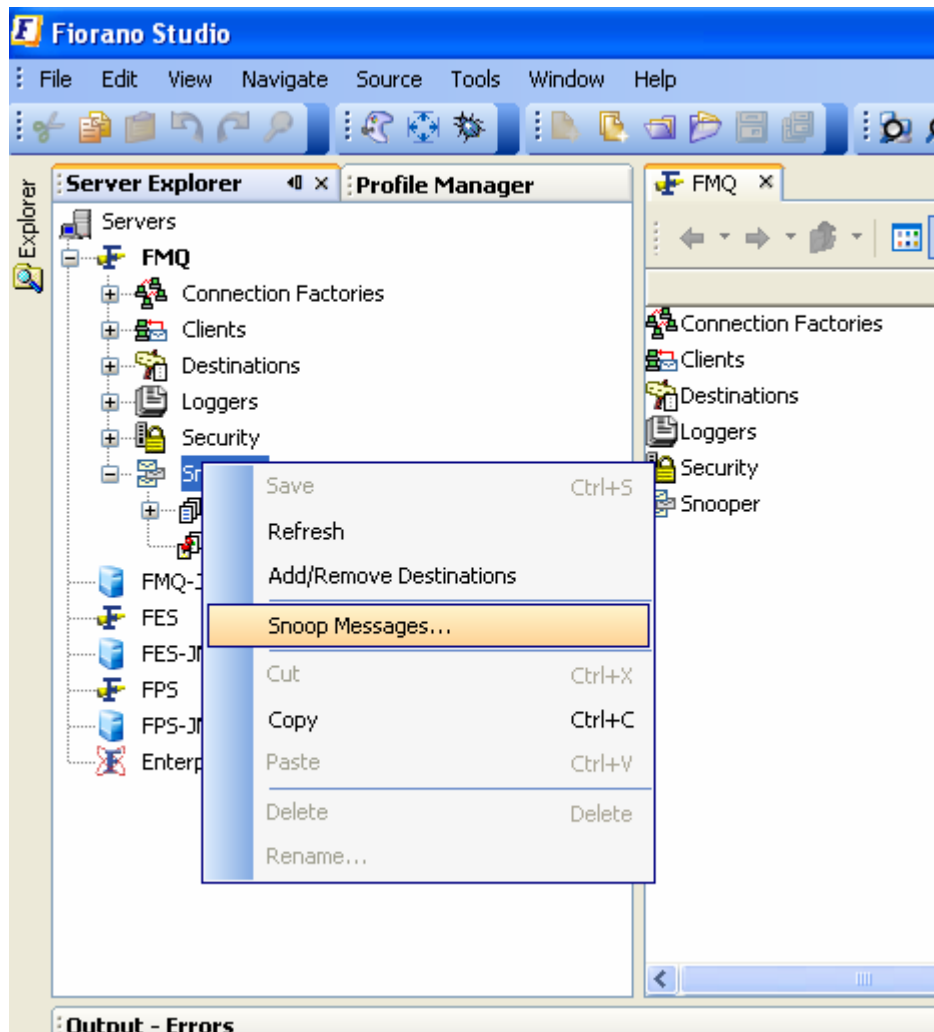 Fiorano Studio
File Edit View Navigate Source Tools Window Help
Explorer
Server Explorer
Profile Manager
Servers
FMQ
Connection Factories
Clients
Destinations
Loggers
Security
FES
FPS
Save Ctrl+S
Refresh
Add/Remove Destinations
Snoop Messages...
Cut Ctrl+X
Copy Ctrl+C
Paste Ctrl+V
Delete Delete
Rename...
FMQ
Connection Factories
Clients
Destinations
Loggers
Security
Snooper
Output - Errors